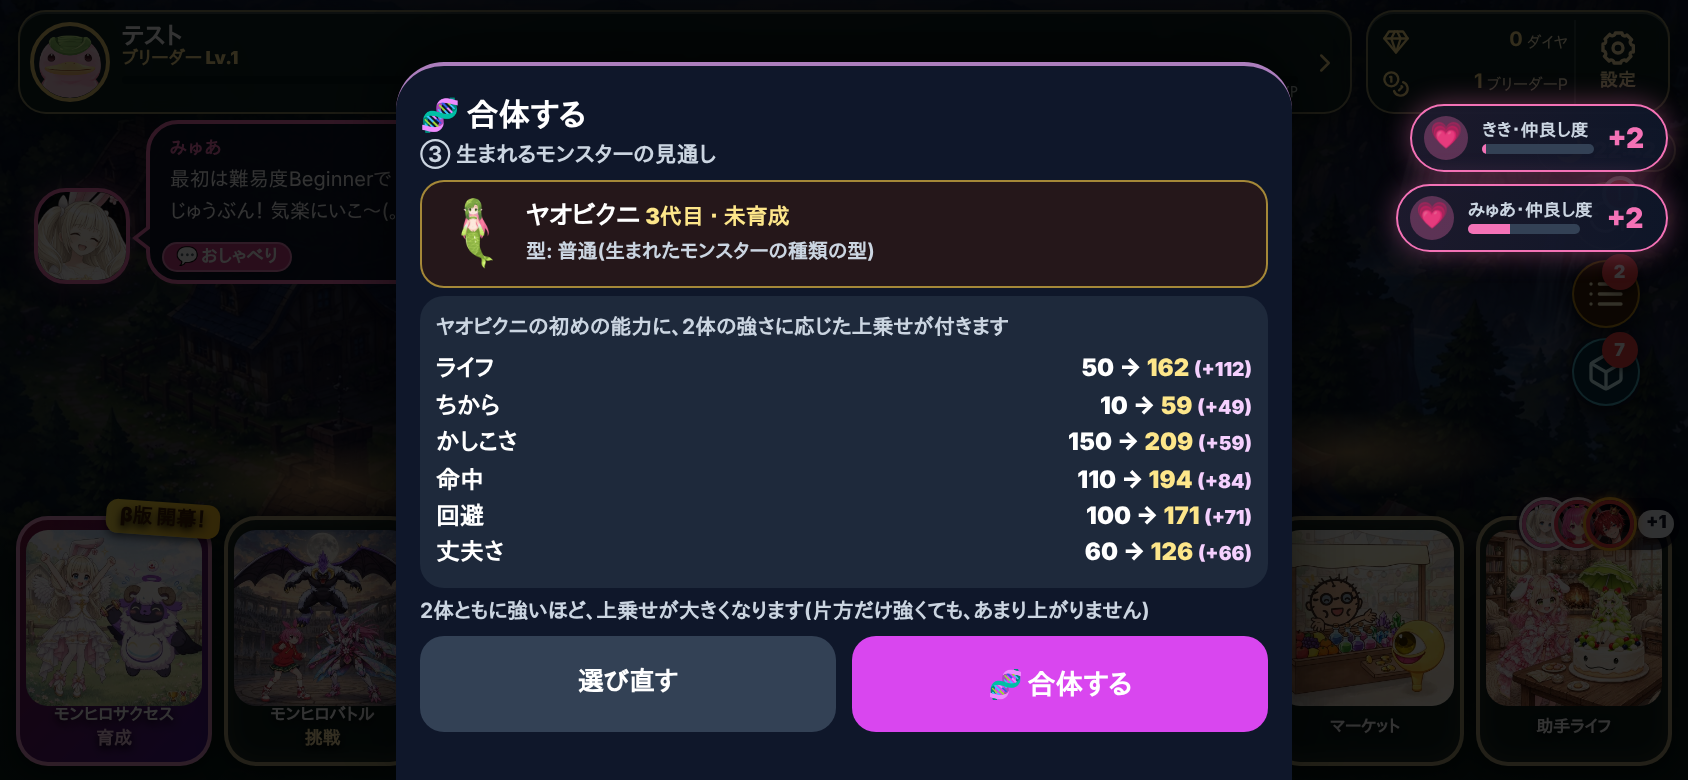 テスト
ブリーダー Lv.1
0 ダイヤ
1 ブリーダーP
設定
P
みゅあ
最初は難易度Beginnerで
じゅうぶん! 気楽にいこ〜(。
💬 おしゃべり
きき・仲良し度 +2
みゅあ・仲良し度 +2
2
7
🧬 合体する
③ 生まれるモンスターの見通し
ヤオビクニ 3代目・未育成
型: 普通(生まれたモンスターの種類の型)
ヤオビクニの初めの能力に、2体の強さに応じた上乗せが付きます
ライフ 50 → 162 (+112)
ちから 10 → 59 (+49)
かしこさ 150 → 209 (+59)
命中 110 → 194 (+84)
回避 100 → 171 (+71)
丈夫さ 60 → 126 (+66)
2体ともに強いほど、上乗せが大きくなります(片方だけ強くても、あまり上がりません)
選び直す
🧬 合体する
β版 開幕!
モンヒロサクセス
育成
モンヒロバトル
挑戦
マーケット
+1
助手ライフ